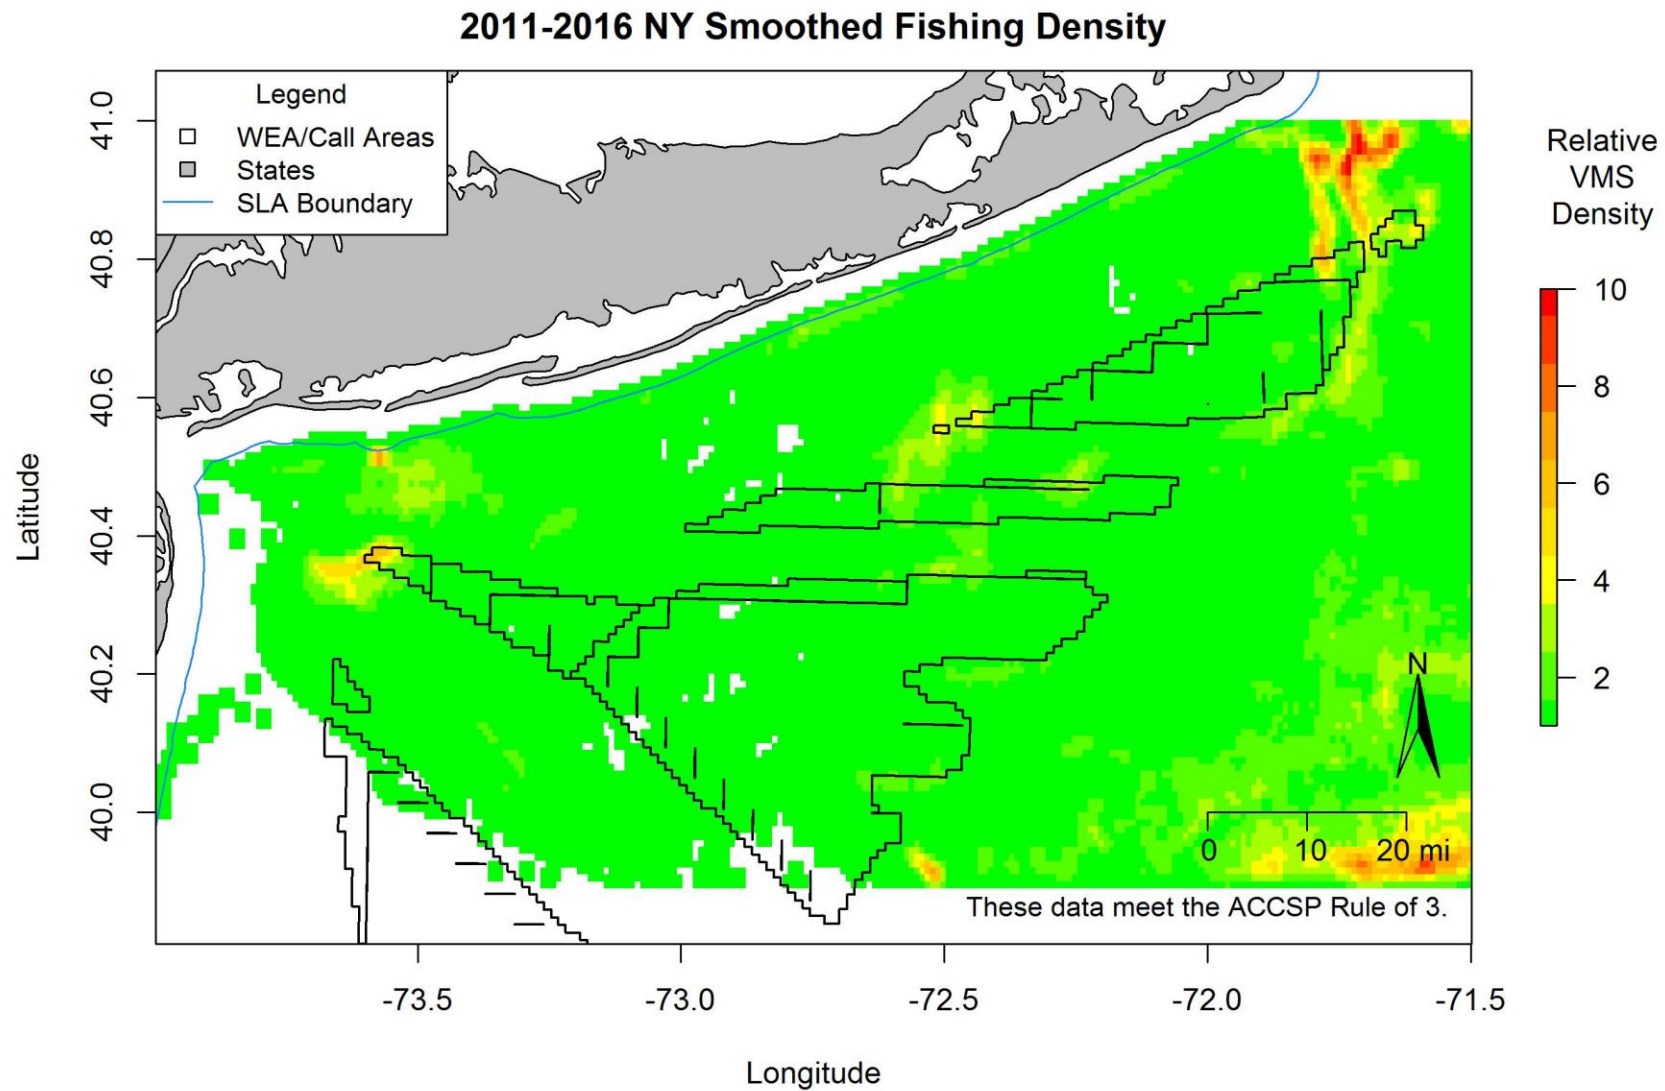 2011-2016 NY Smoothed Fishing Density
Legend
WEA/Call Areas
States
SLA Boundary
Relative
VMS
Density
10
8
6
4
2
Latitude
41.0
40.8
40.6
40.4
40.2
40.0
N
0 10 20 mi
These data meet the ACCSP Rule of 3.
-73.5 -73.0 -72.5 -72.0 -71.5
Longitude